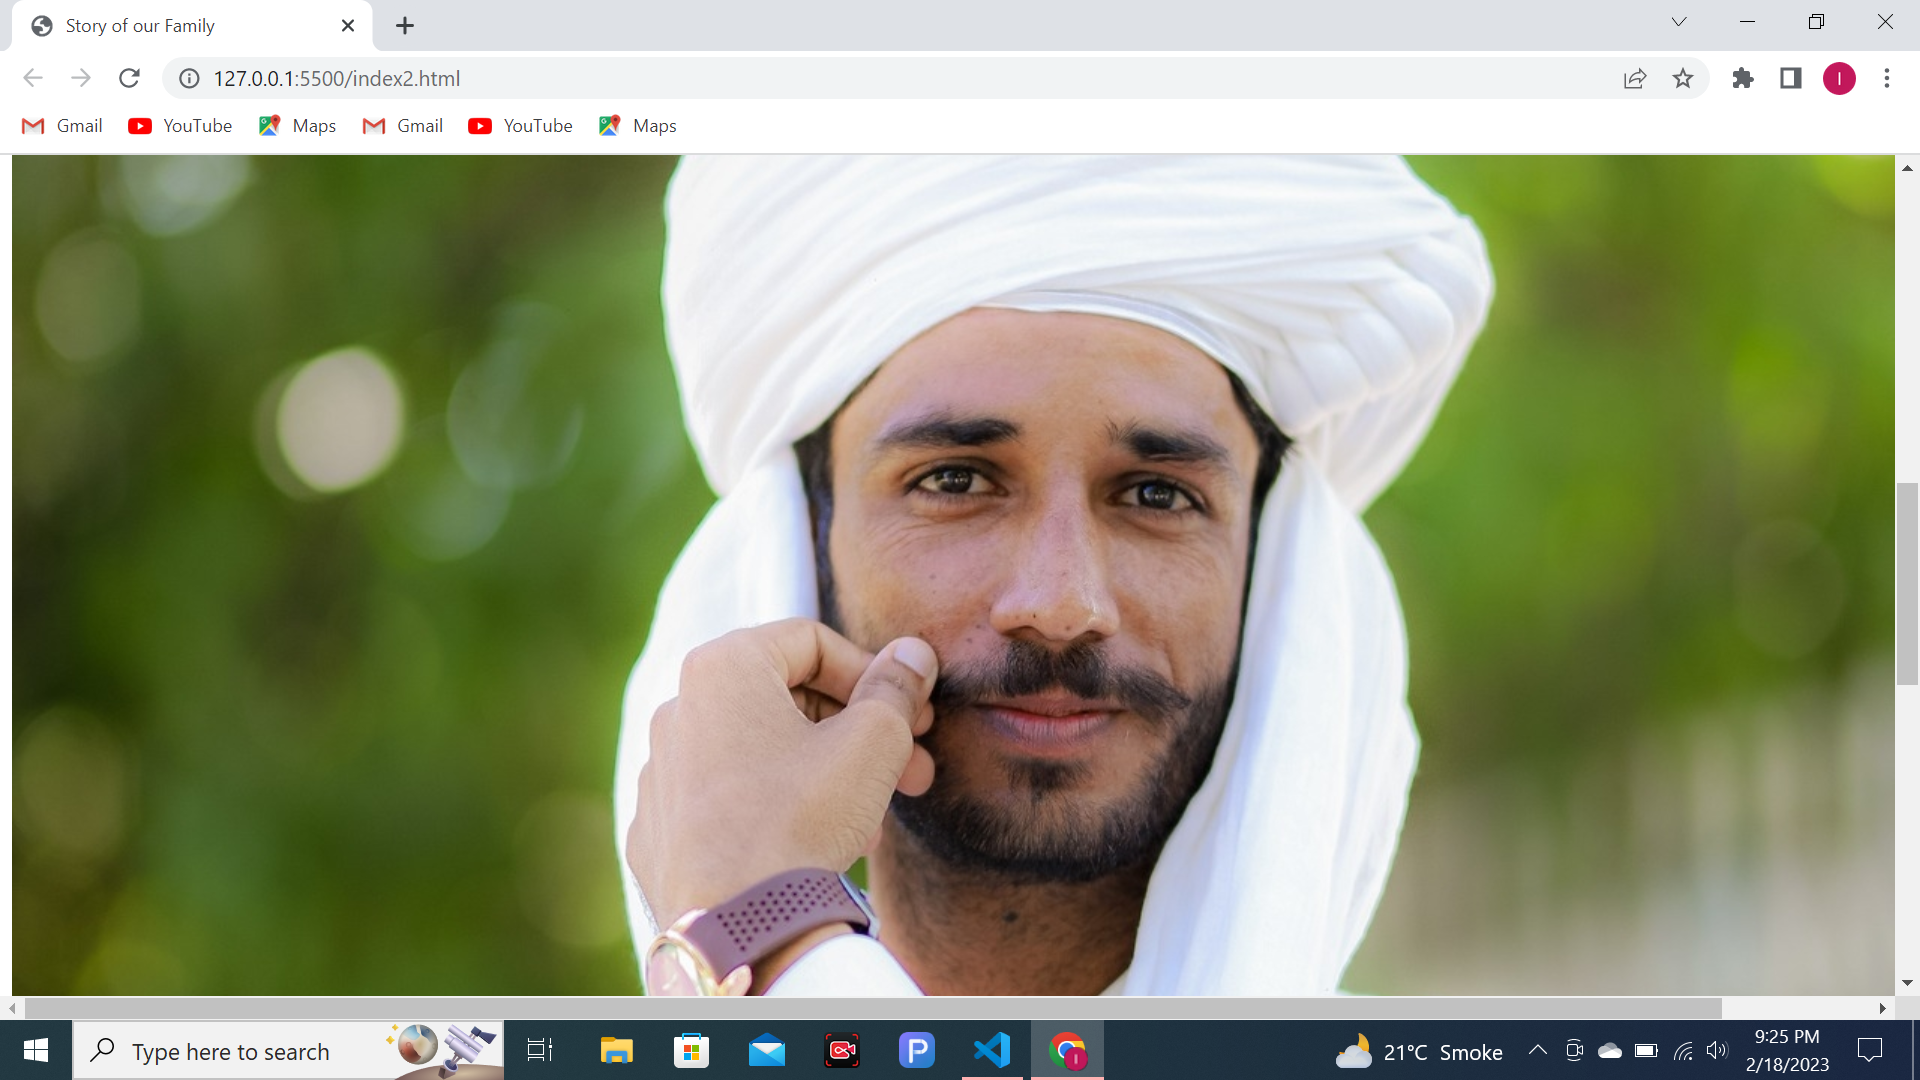 Story of our Family
127.0.0.1:5500/index2.html
I
Gmail YouTube Maps Gmail YouTube Maps
Type here to search
P
I
21°C Smoke
9:25 PM
2/18/2023